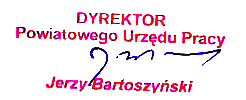 DYREKTOR
Powiatowego Urzędu Pracy
Jerzy Bartoszyński